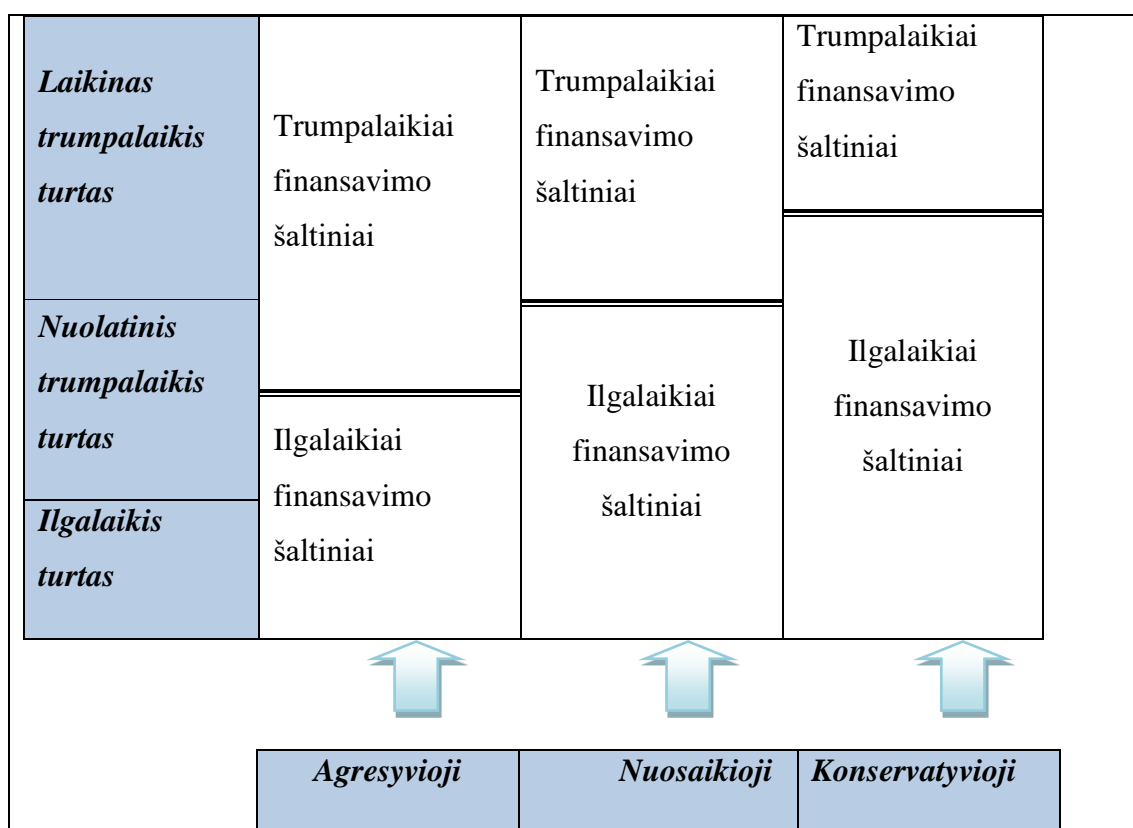 Laikinas
trumpalaikis
turtas
Trumpalaikiai
finansavimo
šaltiniai
Trumpalaikiai
finansavimo
šaltiniai
Trumpalaikiai
finansavimo
šaltiniai
Nuolatinis
trumpalaikis
turtas
Ilgalaikis
turtas
Ilgalaikiai
finansavimo
šaltiniai
Ilgalaikiai
finansavimo
šaltiniai
Ilgalaikiai
finansavimo
šaltiniai
Agresyvioji
Nuosaikioji
Konservatyvioji